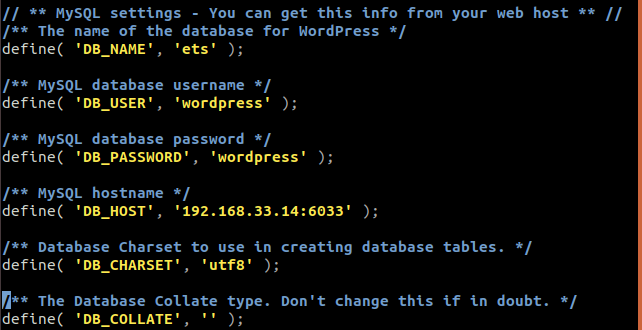 // ** MySQL settings - You can get this info from your web host ** //
/** The name of the database for WordPress */
define( 'DB_NAME', 'ets' );
/** MySQL database username */
define( 'DB_USER', 'wordpress' );
/** MySQL database password */
define( 'DB_PASSWORD', 'wordpress' );
/** MySQL hostname */
define( 'DB_HOST', '192.168.33.14:6033' );
/** Database Charset to use in creating database tables. */
define( 'DB_CHARSET', 'utf8' );
/** The Database Collate type. Don't change this if in doubt. */
define( 'DB_COLLATE', '' );